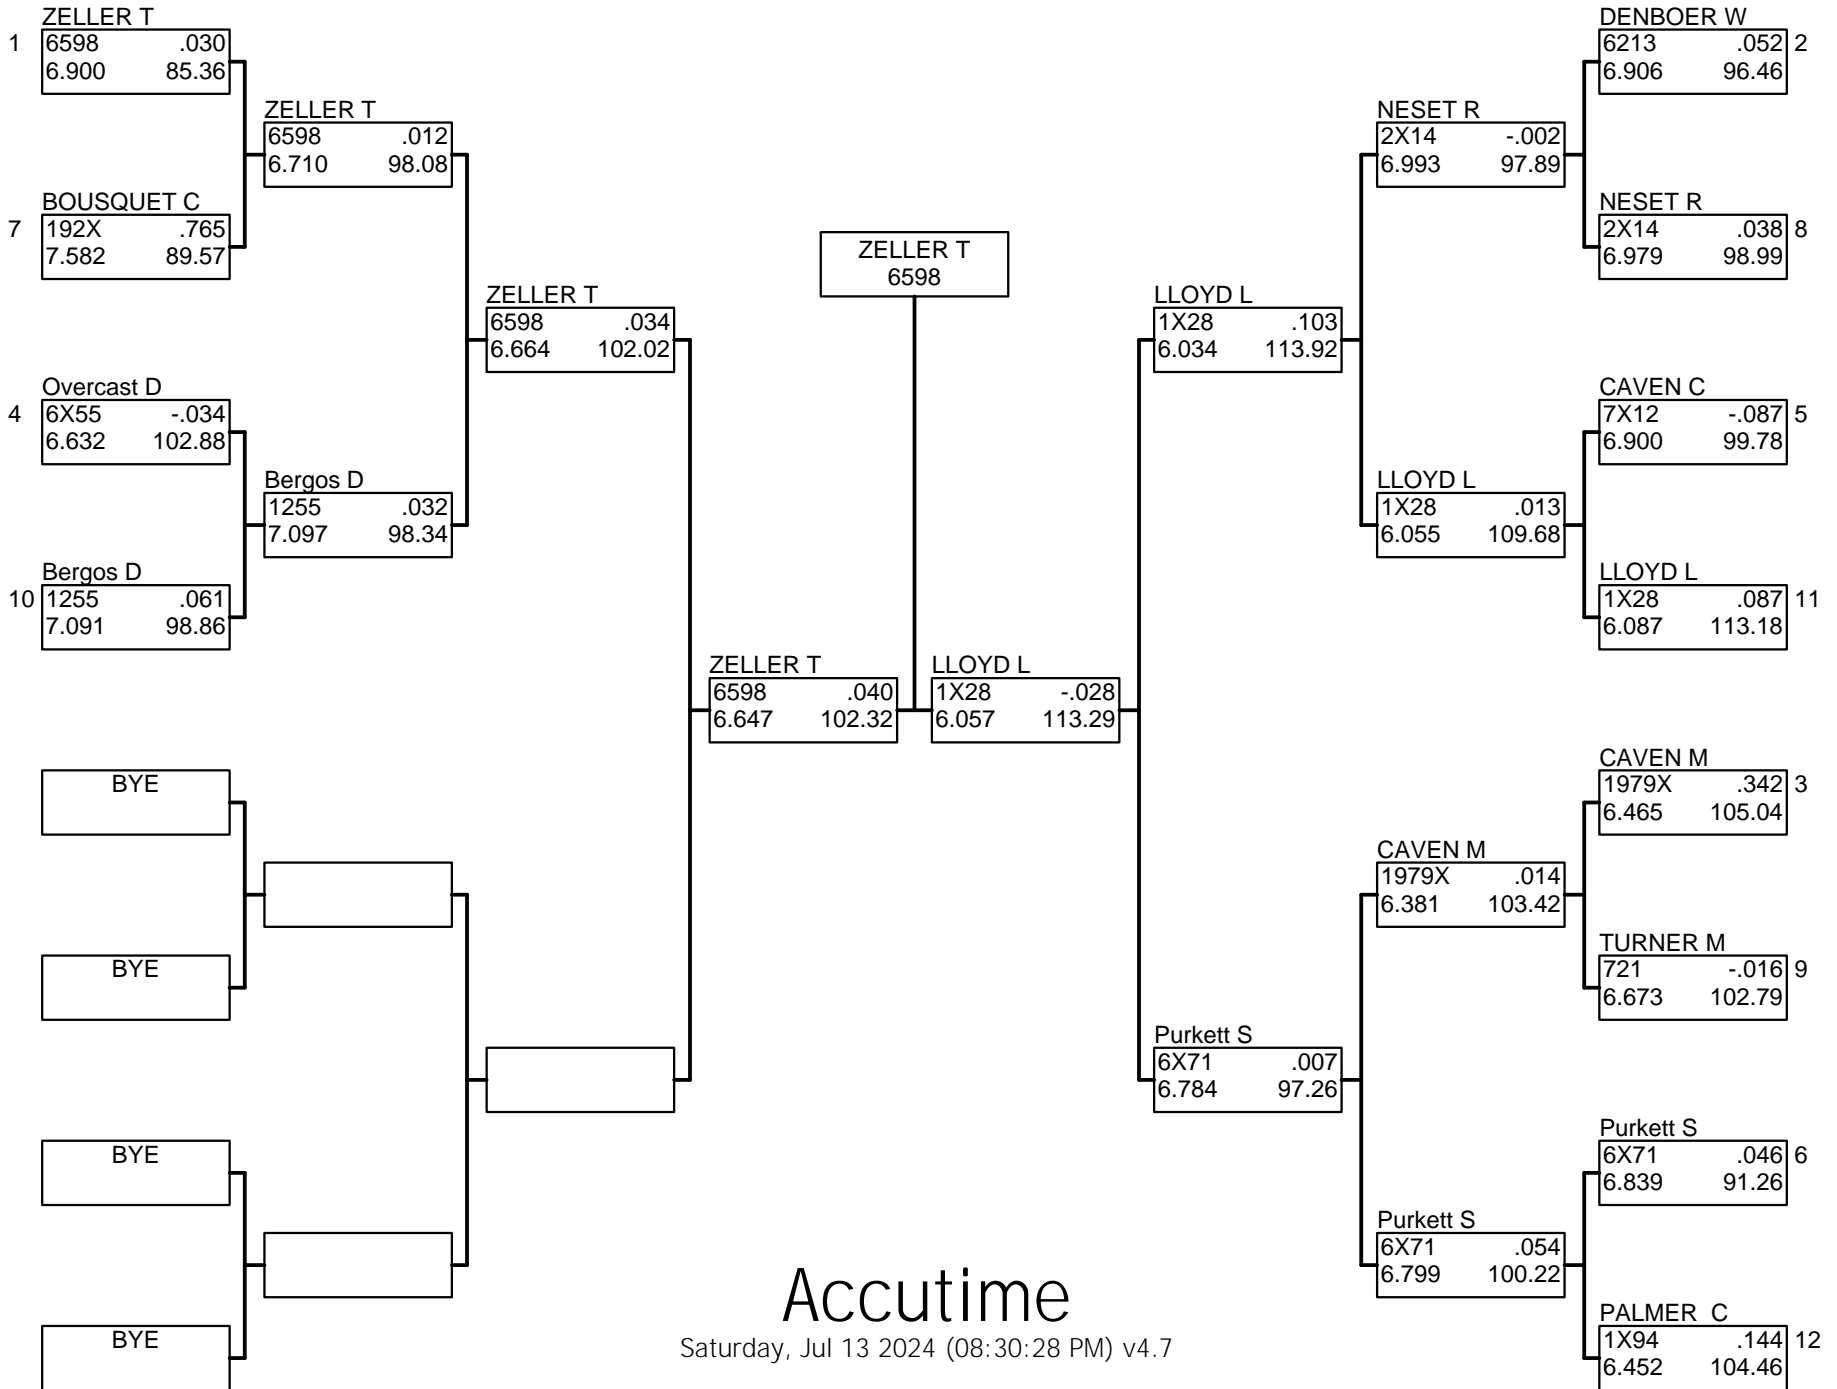 ZELLER T
1 6598 .030
6.900 85.36
BOUSQUET C
7 192X .765
7.582 89.57
Overcast D
4 6X55 -.034
6.632 102.88
Bergos D
10 1255 .061
7.091 98.86
BYE
BYE
BYE
BYE
ZELLER T
6598 .012
6.710 98.08
Bergos D
1255 .032
7.097 98.34
ZELLER T
6598 .034
6.664 102.02
ZELLER T
6598 .040
6.647 102.32
ZELLER T
6598
LLOYD L
1X28 -.028
6.057 113.29
LLOYD L
1X28 .103
6.034 113.92
Purkett S
6X71 .007
6.784 97.26
NESET R
2X14 -.002
6.993 97.89
LLOYD L
1X28 .013
6.055 109.68
CAVEN M
1979X .014
6.381 103.42
Purkett S
6X71 .054
6.799 100.22
DENBOER W
6213 .052 2
6.906 96.46
NESET R
2X14 .038 8
6.979 98.99
CAVEN C
7X12 -.087 5
6.900 99.78
LLOYD L
1X28 .087 11
6.087 113.18
CAVEN M
1979X .342 3
6.465 105.04
TURNER M
721 -.016 9
6.673 102.79
Purkett S
6X71 .046 6
6.839 91.26
PALMER  C
1X94 .144 12
6.452 104.46
Accutime
Saturday, Jul 13 2024 (08:30:28 PM) v4.7